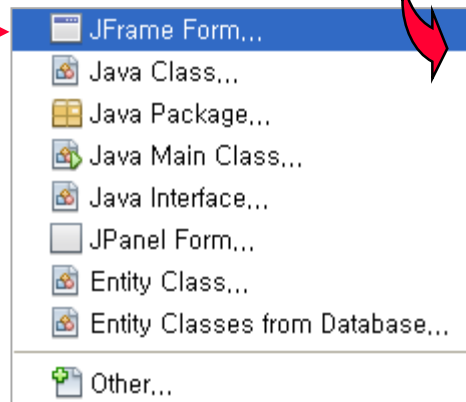 JFrame Form...
Java Class...
Java Package...
Java Main Class...
Java Interface...
JPanel Form...
Entity Class...
Entity Classes from Database...
Other...